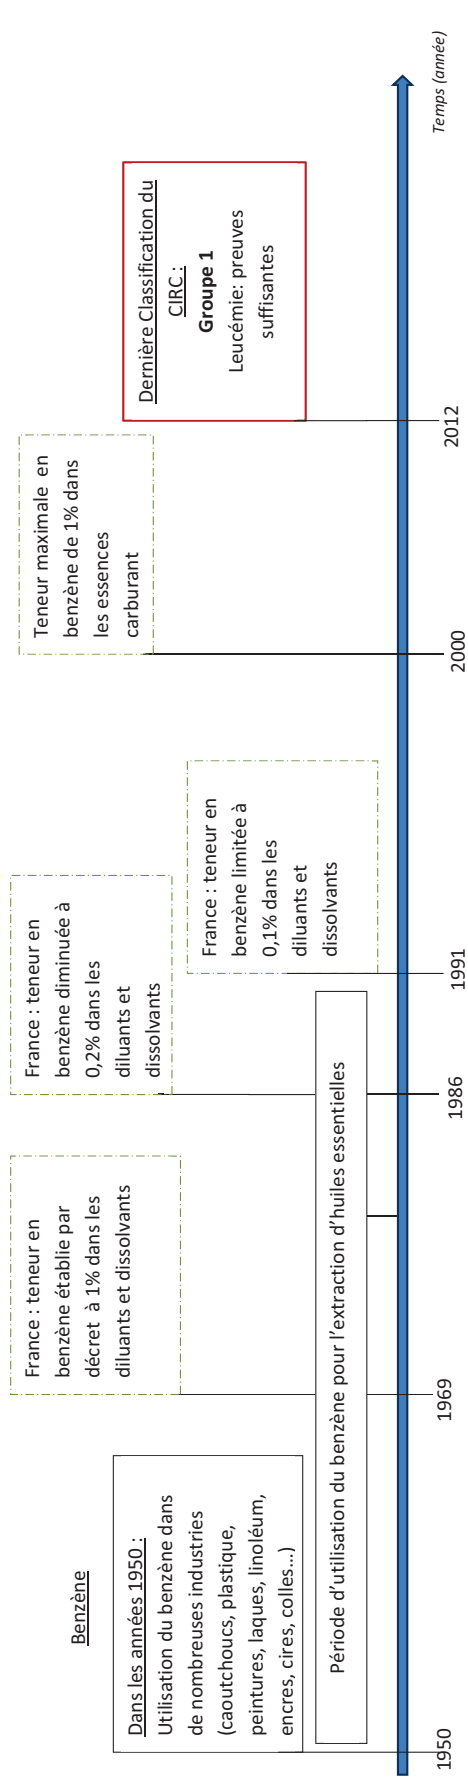 Benzène
Dans les années 1950 :
Utilisation du benzène dans
de nombreuses industries
(caoutchoucs, plastique,
peintures, laques, linoléum,
encres, cires, colles...)
Période d'utilisation du benzène pour l'extraction d'huiles essentielles
France : teneur en
benzène établie par
décret à 1% dans les
diluants et dissolvants
France : teneur en
benzène diminuée à
0,2% dans les
diluants et
dissolvants
France : teneur en
benzène limitée à
0,1% dans les
diluants et
dissolvants
Teneur maximale en
benzène de 1% dans
les essences
carburant
Dernière Classification du
CIRC :
Groupe 1
Leucémie: preuves
suffisantes
1950
1969
1986
1991
2000
2012
Temps (année)